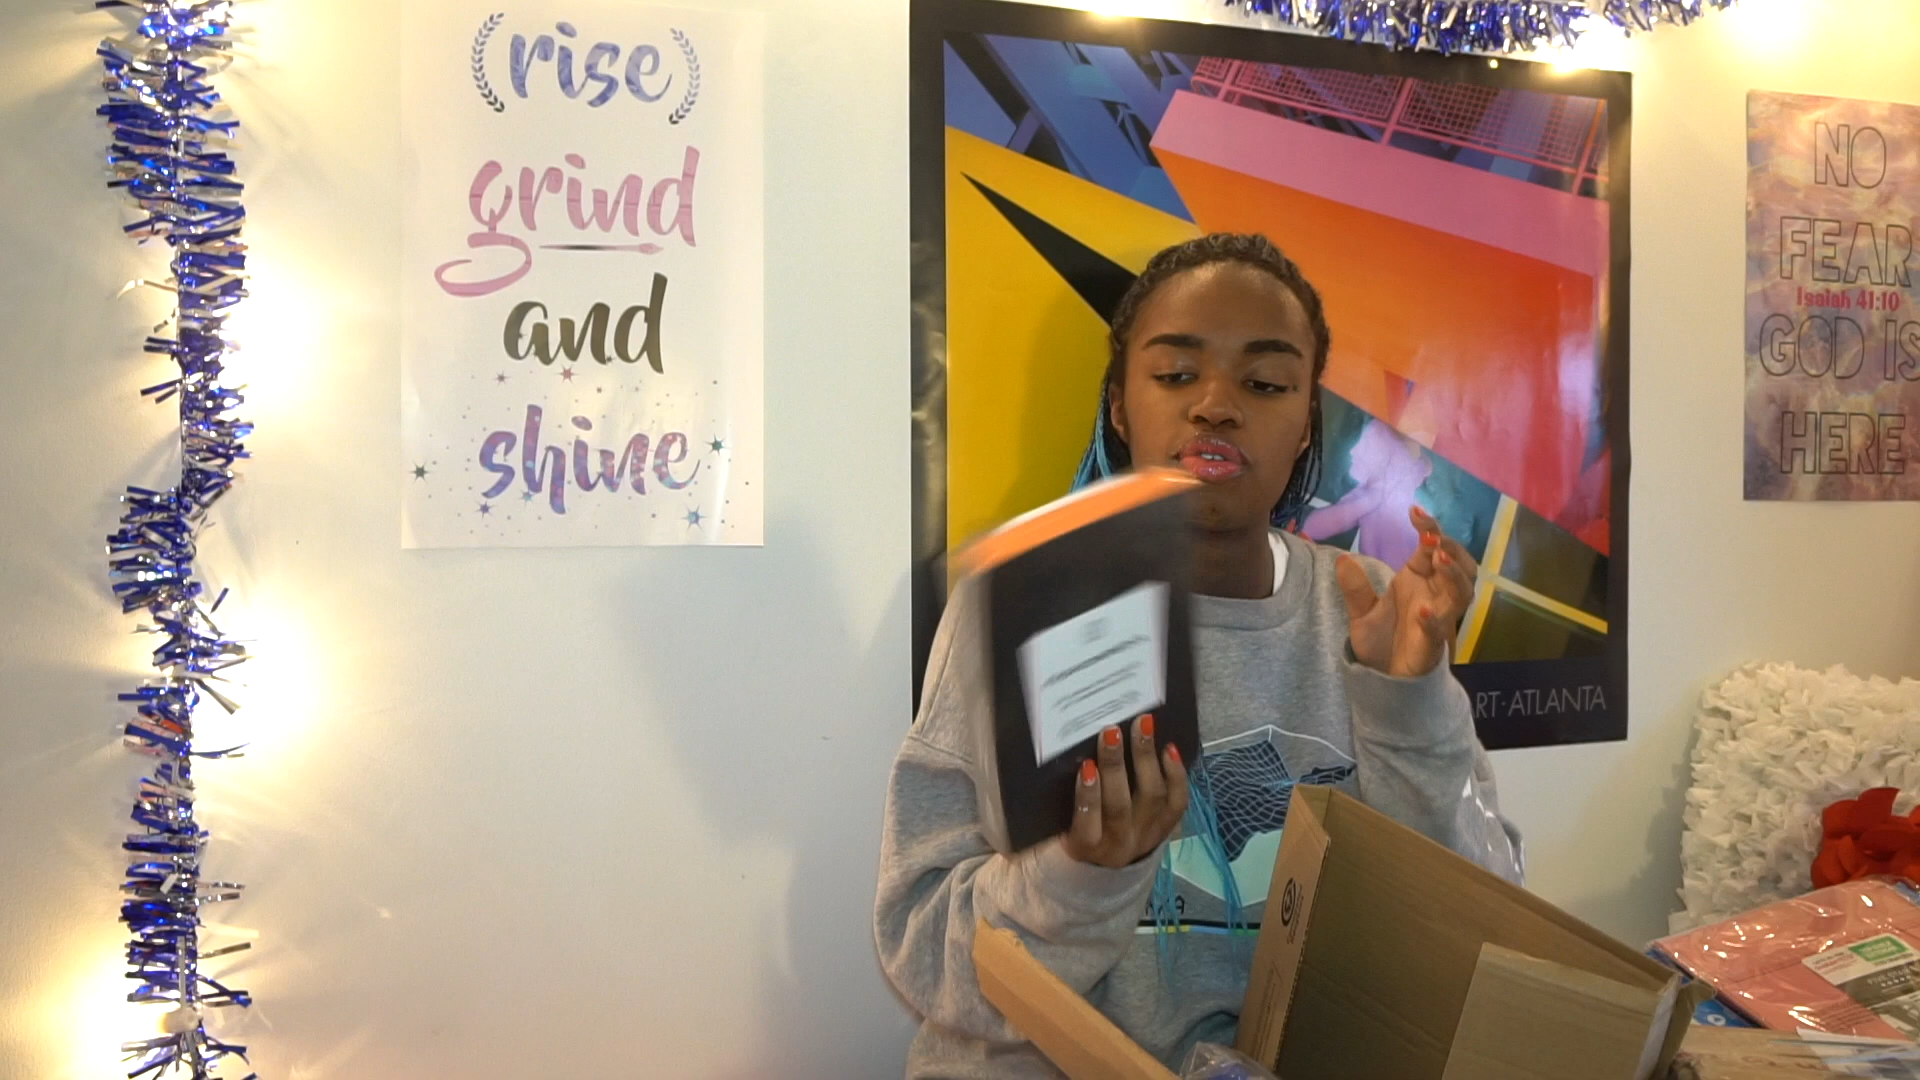 (rise)
grind
and
shine
RT·ATLANTA
NO
FEAR
Isaiah 41:10
GOD IS
HERE